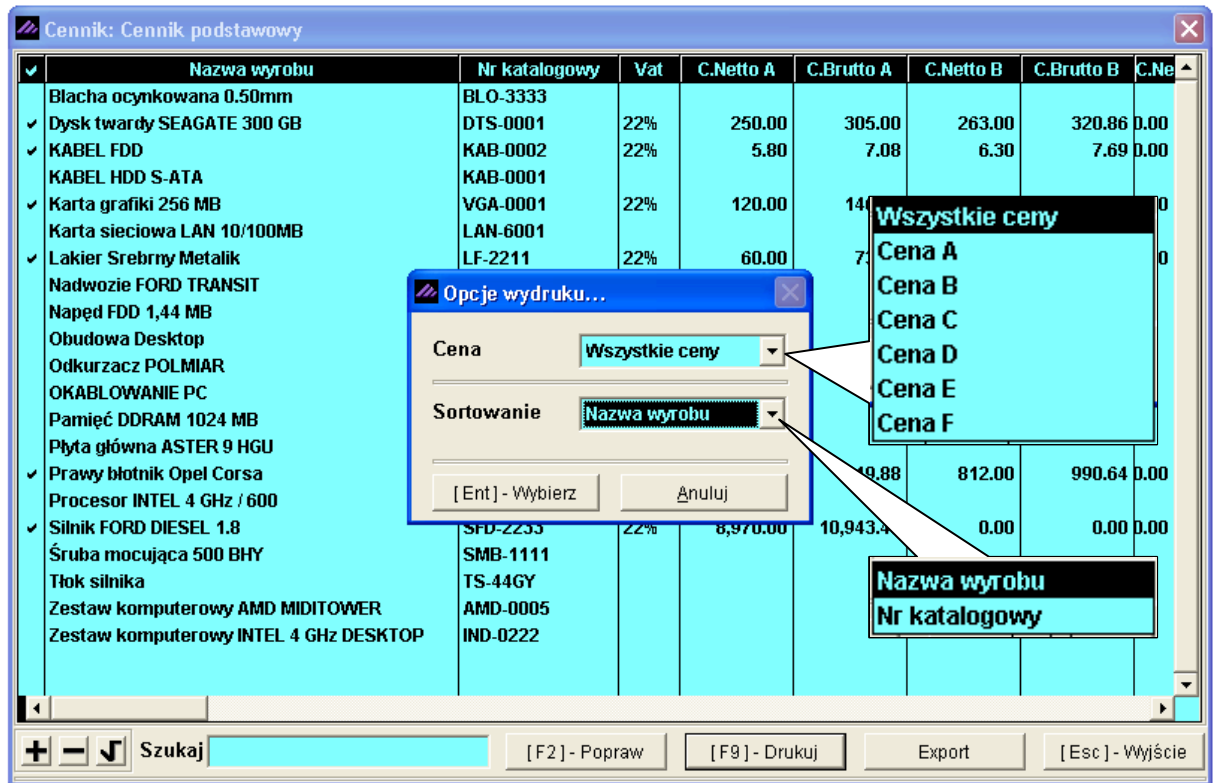 Cennik: Cennik podstawowy
Nazwa wyrobu Nr katalogowy Vat C.Netto A C.Brutto A C.Netto B C.Brutto B C.Ne
Blacha ocynkowana 0.50mm BLO-3333
Dysk twardy SEAGATE 300 GB DTS-0001 22% 250.00 305.00 263.00 320.86 0.00
KABEL FDD KAB-0002 22% 5.80 7.08 6.30 7.69 0.00
KABEL HDD S-ATA KAB-0001
Karta grafiki 256 MB VGA-0001 22% 120.00
Karta sieciowa LAN 10/100MB LAN-6001
Lakier Srebrny Metalik LF-2211 22% 60.00
Nadwozie FORD TRANSIT
Napęd FDD 1,44 MB
Obudowa Desktop
Odkurzacz POLMIAR
OKABLOWANIE PC
Pamięć DDRAM 1024 MB
Płyta główna ASTER 9 HGU
Prawy błotnik Opel Corsa 812.00 990.64 0.00
Procesor INTEL 4 GHz / 600
Silnik FORD DIESEL 1.8 SFD-2233 22% 8,970.00 10,943.4 0.00 0.00 0.00
Śruba mocująca 500 BHY SMB-1111
Tłok silnika TS-44GY
Zestaw komputerowy AMD MIDITOWER AMD-0005
Zestaw komputerowy INTEL 4 GHz DESKTOP IND-0222
Opcje wydruku...
Cena Wszystkie ceny
Sortowanie Nazwa wyrobu
[Ent] - Wybierz Anuluj
Wszystkie ceny
Cena A
Cena B
Cena C
Cena D
Cena E
Cena F
Nazwa wyrobu
Nr katalogowy
Szukaj [F2] - Popraw [F9] - Drukuj Export [Esc] - Wyjście